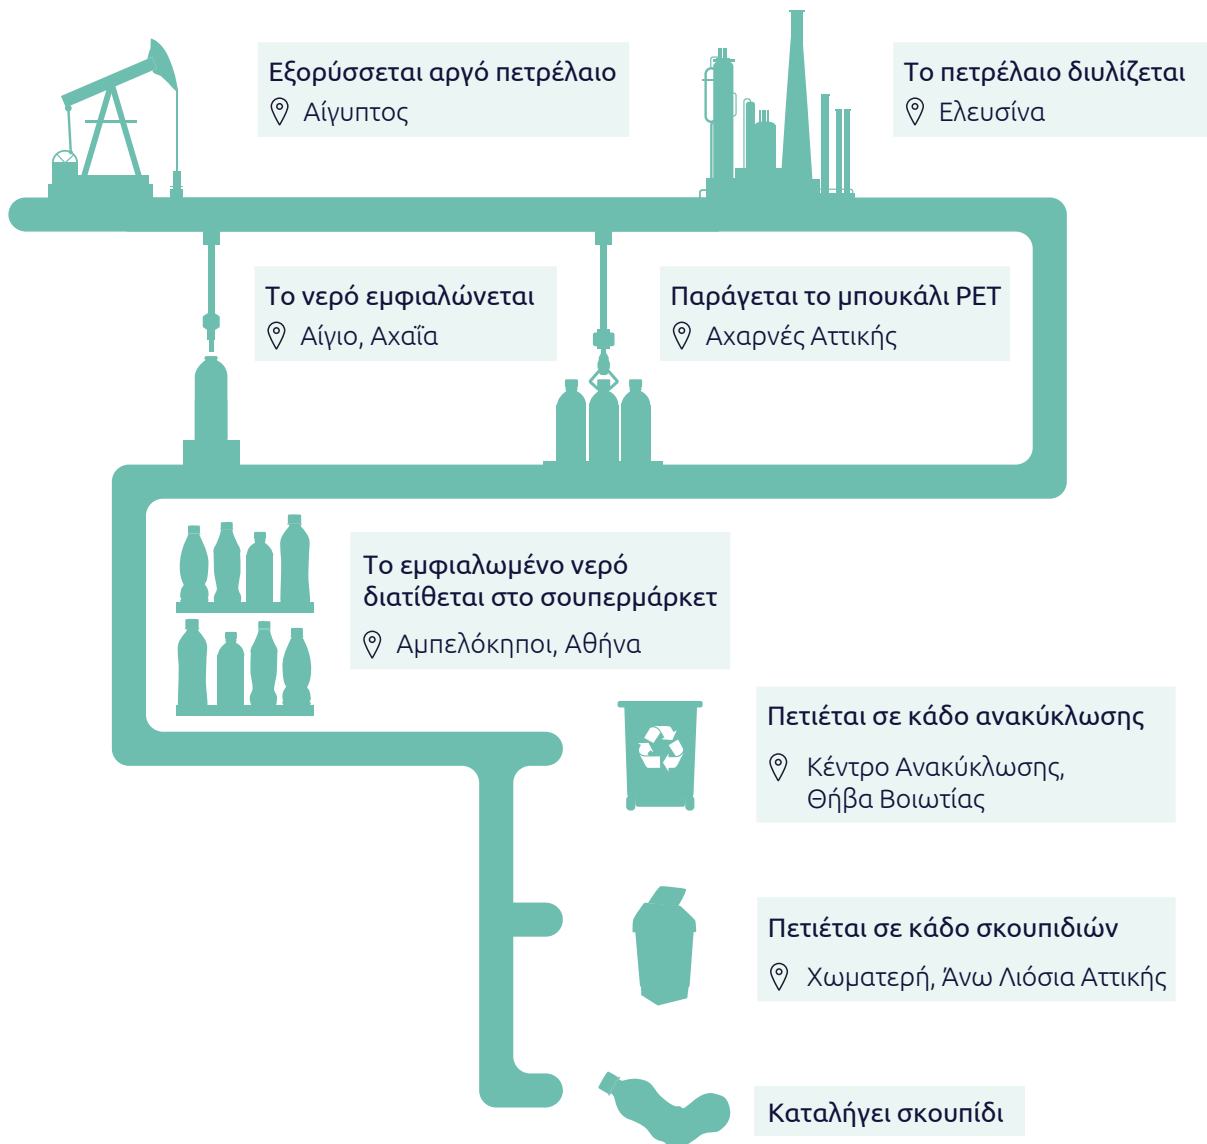 Εξορύσσεται αργό πετρέλαιο
Αίγυπτος
Το πετρέλαιο διυλίζεται
Ελευσίνα
Το νερό εμφιαλώνεται
Αίγιο, Αχαΐα
Παράγεται το μπουκάλι PET
Αχαρνές Αττικής
Το εμφιαλωμένο νερό
διατίθεται στο σουπερμάρκετ
Αμπελόκηποι, Αθήνα
Πετιέται σε κάδο ανακύκλωσης
Κέντρο Ανακύκλωσης,
Θήβα Βοιωτίας
Πετιέται σε κάδο σκουπιδιών
Χωματερή, Άνω Λιόσια Αττικής
Καταλήγει σκουπίδι